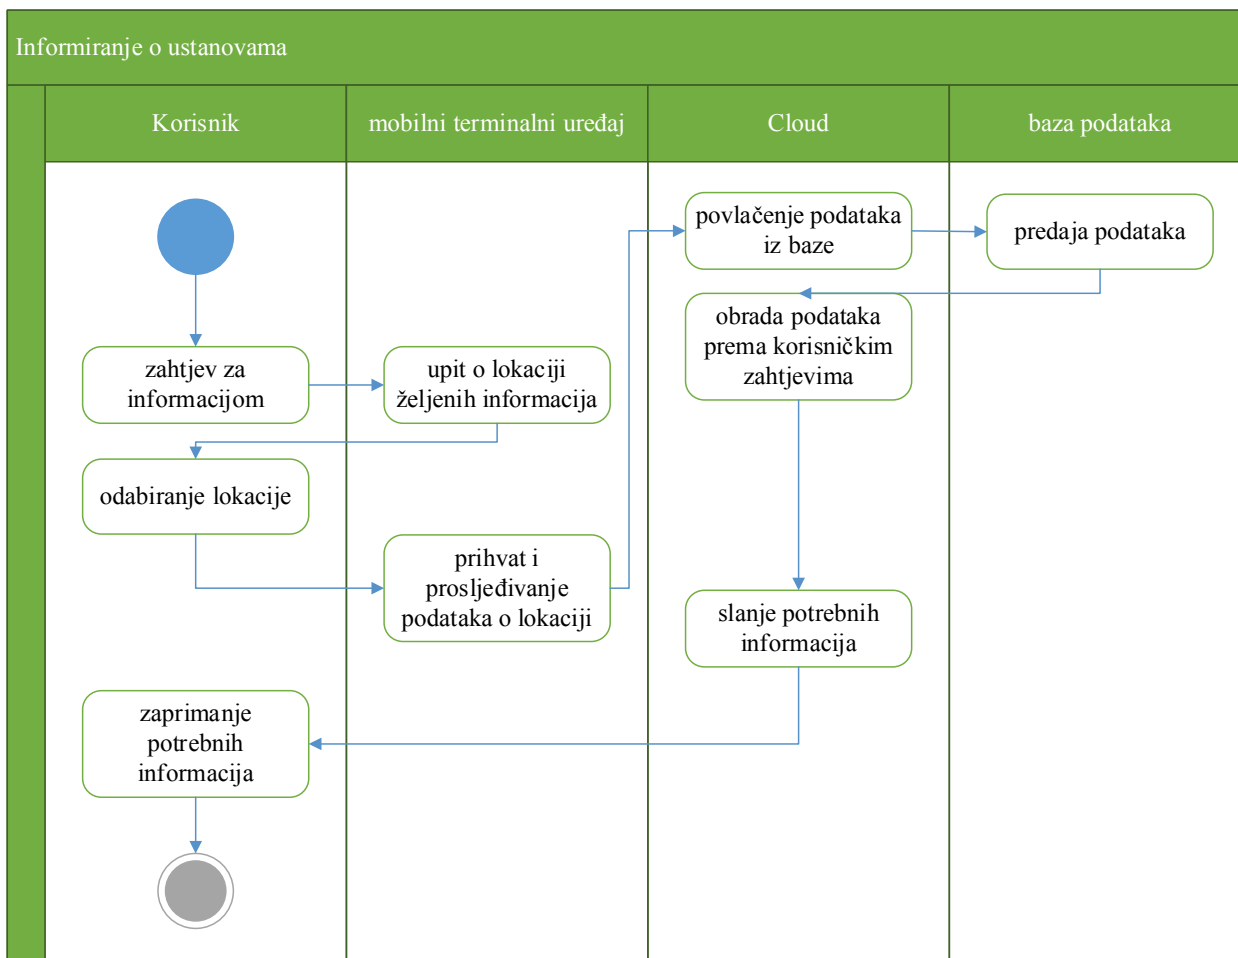 Informiranje o ustanovama
Korisnik
mobilni terminalni uređaj
Cloud
baza podataka
povlačenje podataka
iz baze
predaja podataka
obrada podataka
prema korisničkim
zahtjevima
zahtjev za
informacijom
upit o lokaciji
željenih informacija
odabiranje lokacije
prihvat i
prosljeđivanje
podataka o lokaciji
slanje potrebnih
informacija
zaprimanje
potrebnih
informacija